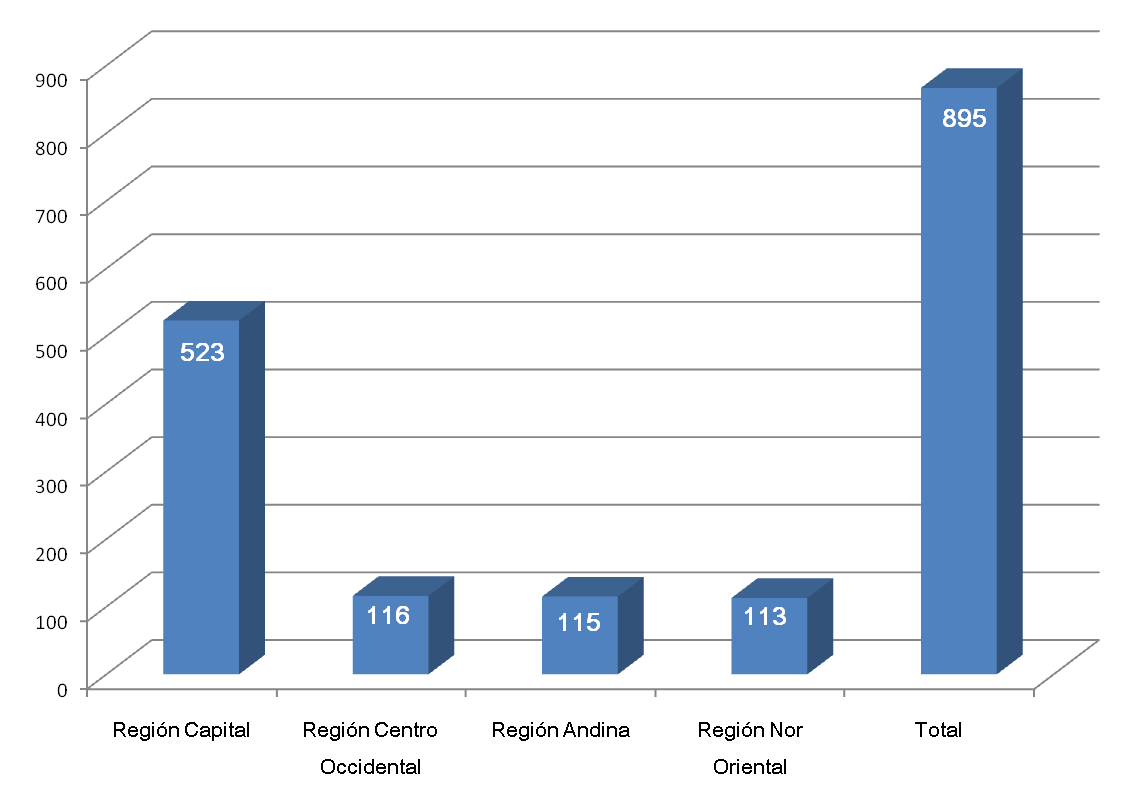 900
800
700
600
500
400
300
200
100
0
523
116
115
113
895
Región Capital
Región Centro
Occidental
Región Andina
Región Nor
Oriental
Total